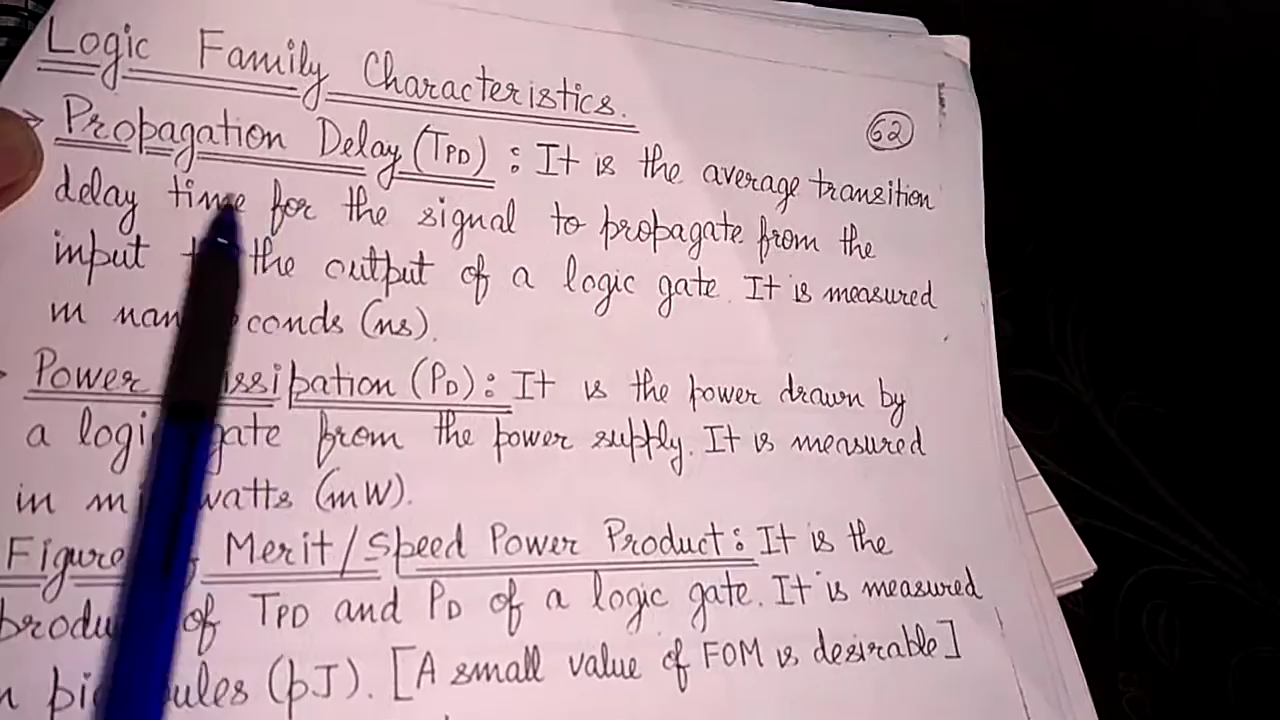 Logic Family Characteristics.
62
→ Propagation Delay (TPD) : It is the average transition
delay time for the signal to propagate from the
input the output of a logic gate. It is measured
in conds (ns).
Power issipation (PD) : It is the power drawn by
a logic gate from the power supply. It is measured
in watts (mW).
Figure Merit/Speed Power Product : It is the
of TPD and PD of a logic gate. It is measured
ules (pJ). [A small value of FOM is desirable]